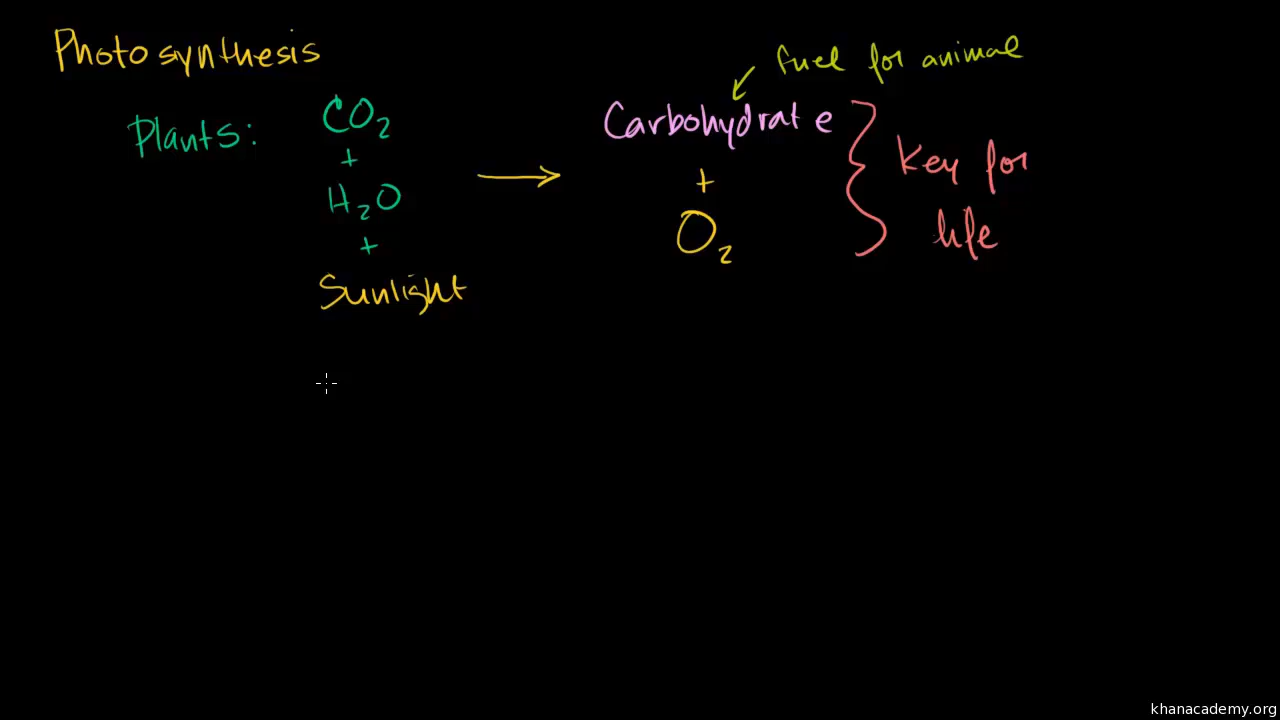 Photosynthesis
fuel for animal
Plants: CO₂ Carbohydrate
+
H₂O
+
Sunlight
+
O₂
Key for
life
khanacademy.org